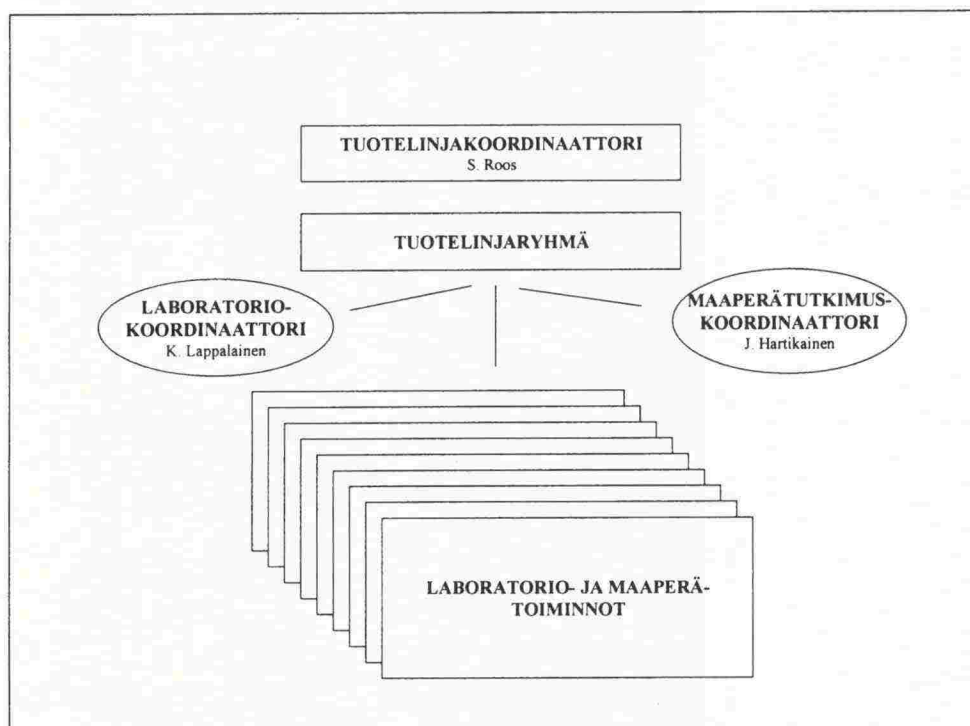 TUOTELINJAKOORDINAATTORI
S. Roos
TUOTELINJARYHMÄ
LABORATORIO-
KOORDINAATTORI
K. Lappalainen
MAAPERÄTUTKIMUS-
KOORDINAATTORI
J. Hartikainen
LABORATORIO- JA MAAPERÄ-
TOIMINNOT